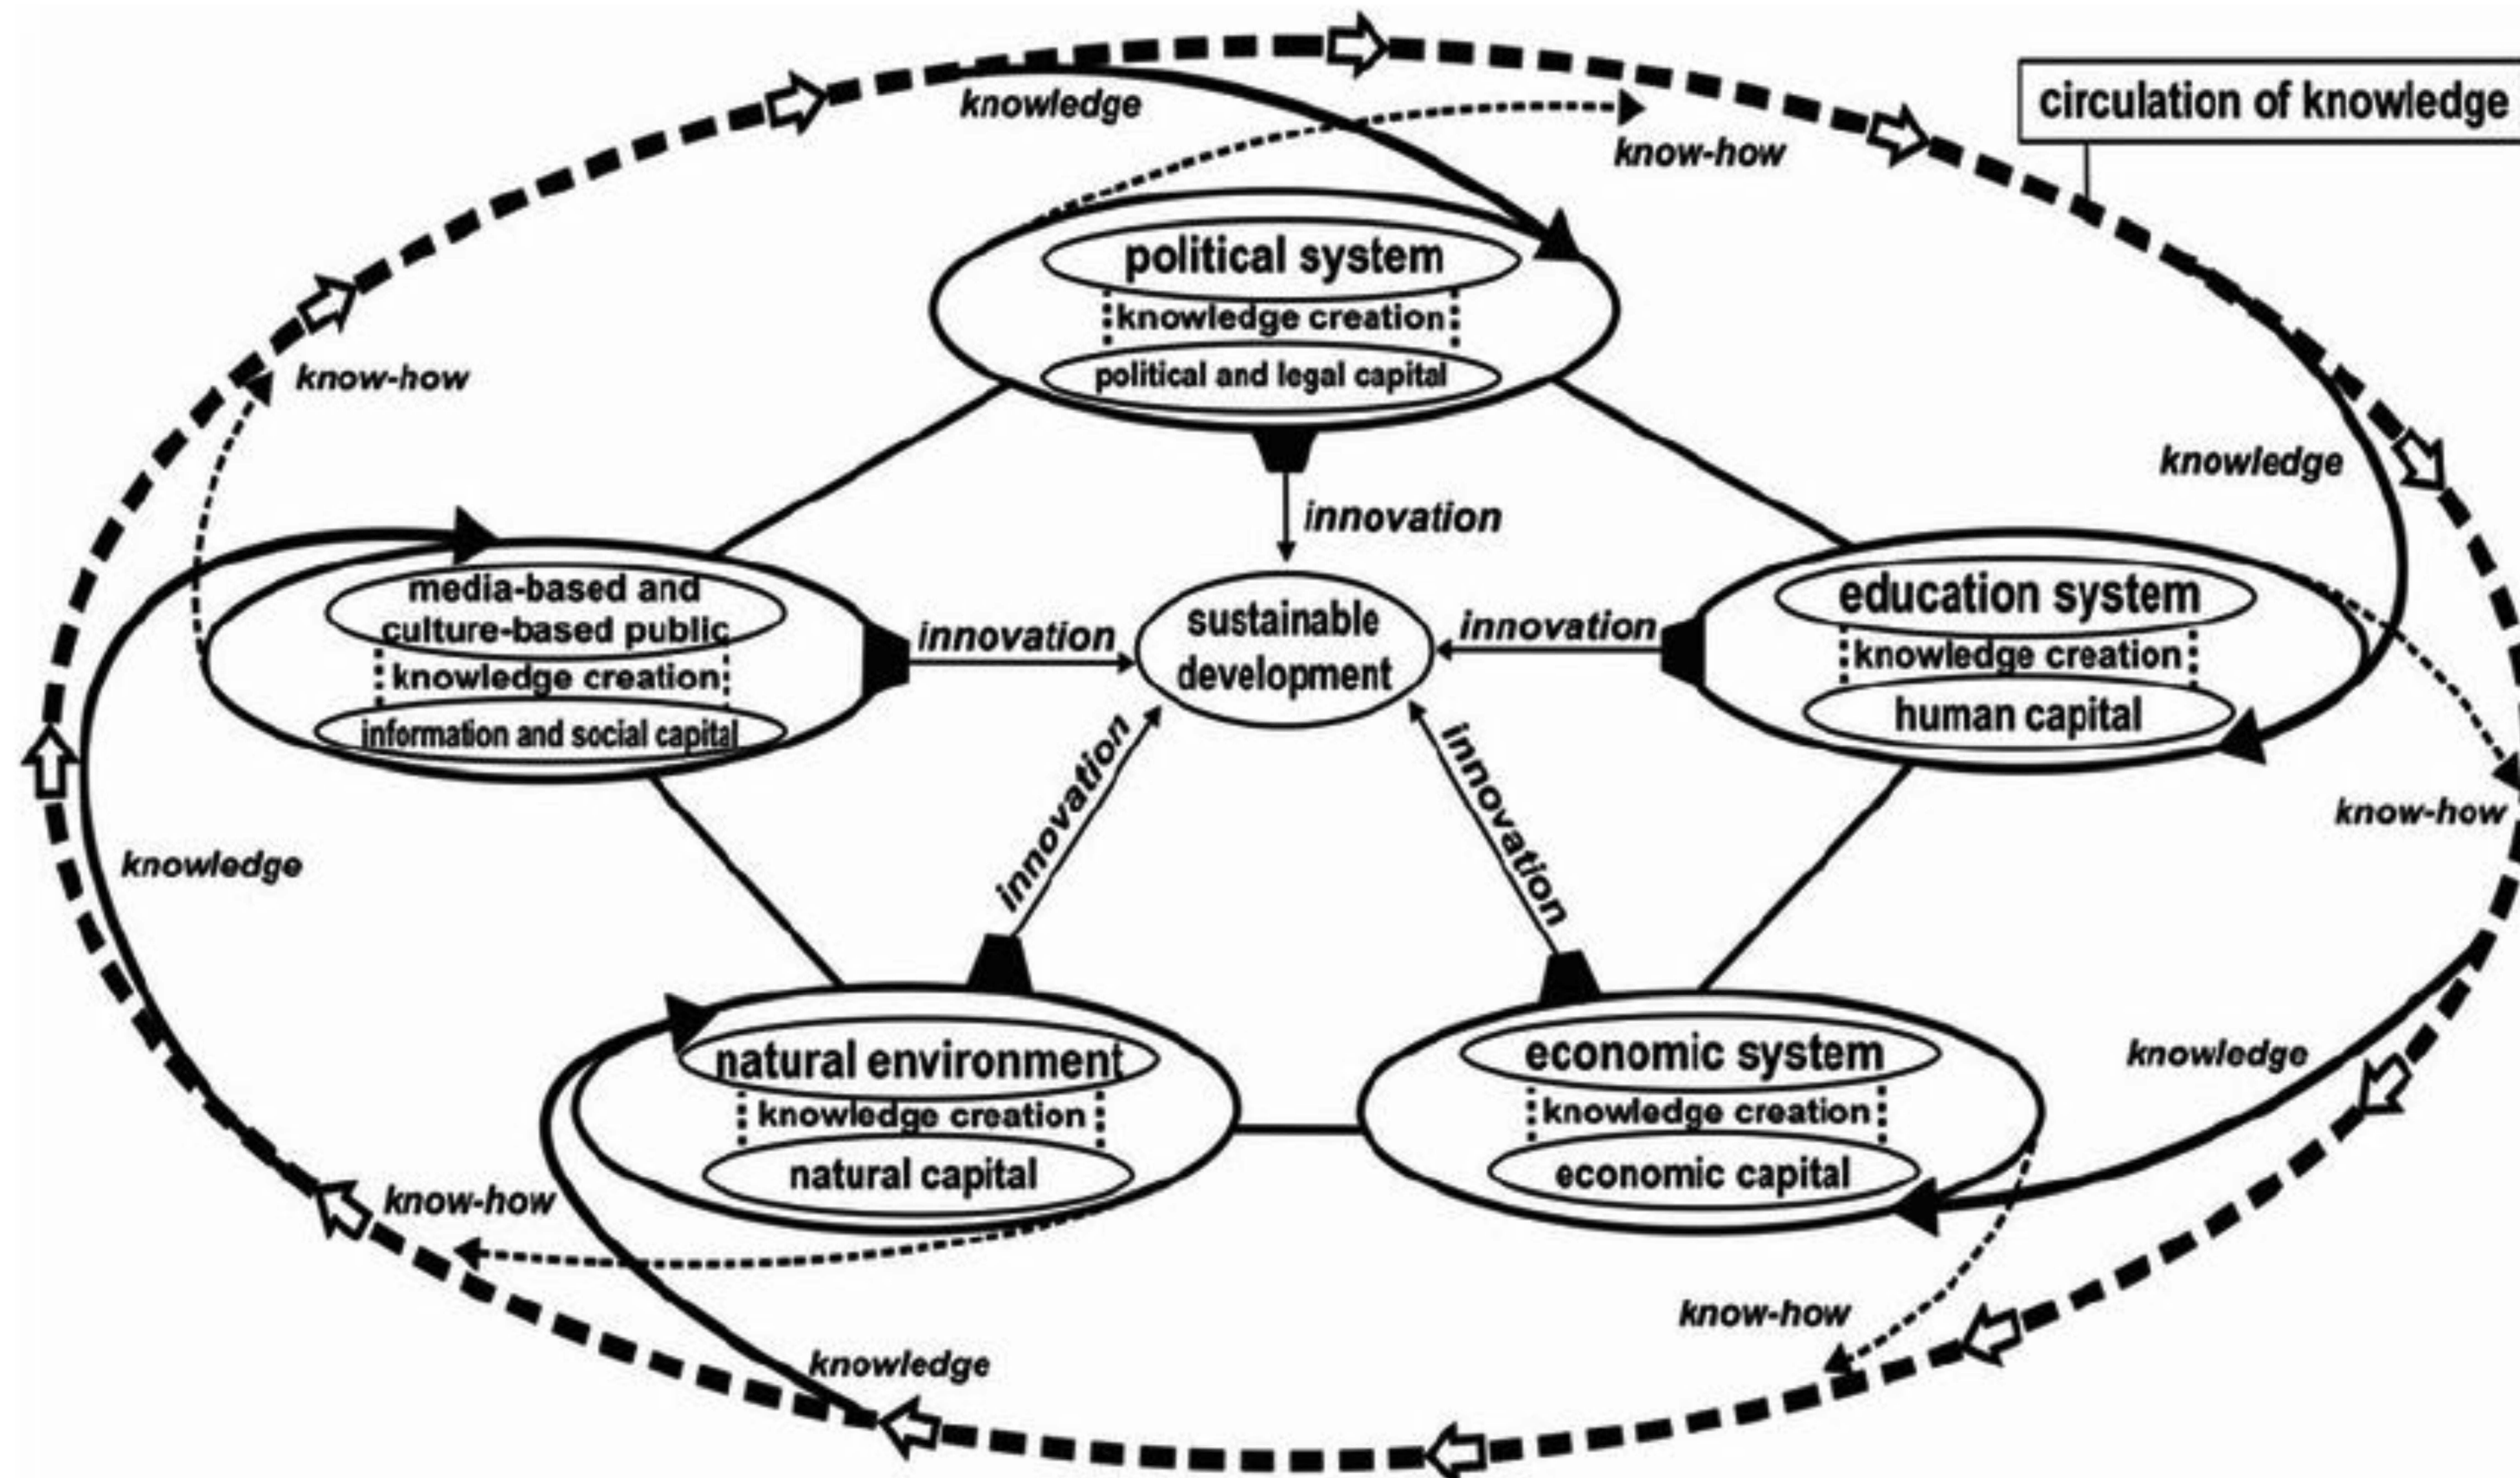 circulation of knowledge
knowledge
know-how
political system
knowledge creation
political and legal capital
know-how
knowledge
innovation
media-based and
culture-based public
knowledge creation
information and social capital
innovation
sustainable
development
innovation
education system
knowledge creation
human capital
know-how
knowledge
innovation
innovation
natural environment
knowledge creation
natural capital
economic system
knowledge creation
economic capital
knowledge
know-how
know-how
knowledge